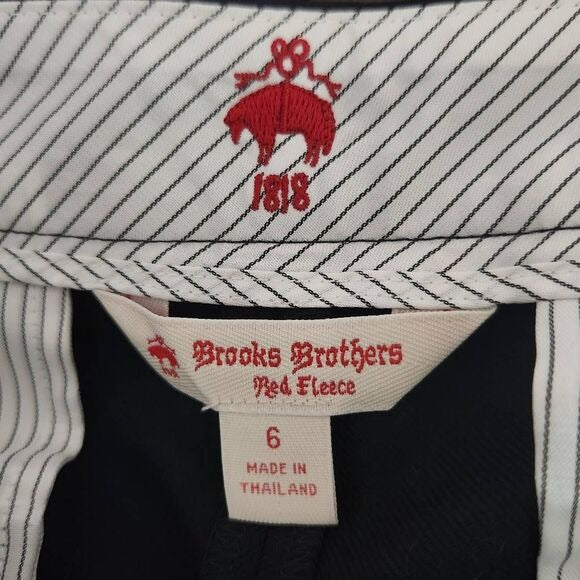 1818
Brooks Brothers
Red Fleece
6
MADE IN
THAILAND